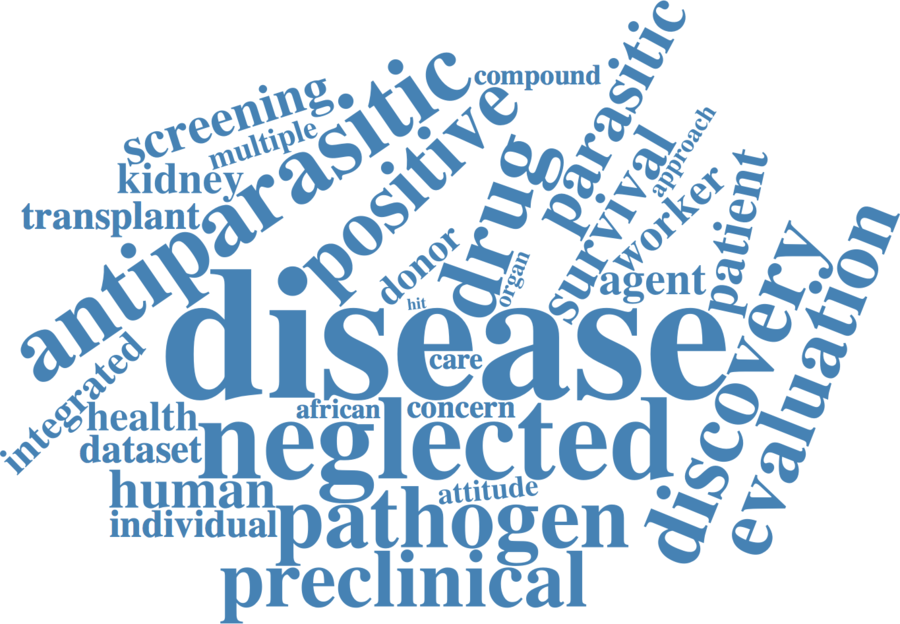 compound
screening
multiple
antiparasitic
positive
parasitic
kidney
transplant
drug
survival
approach
worker
patient
donor
organ
agent
hit
disease
care
discovery
evaluation
integrated
health
african
concern
dataset
neglected
human
attitude
individual
pathogen
preclinical